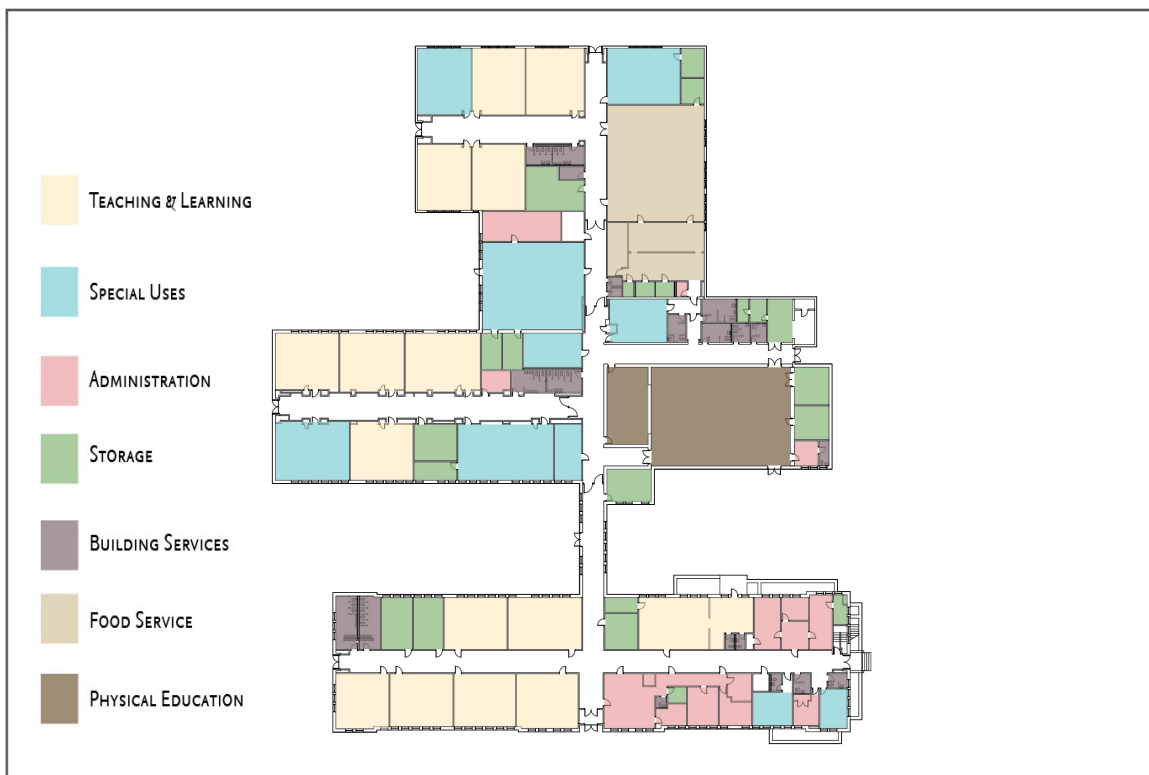 Teaching & Learning
Special Uses
Administration
Storage
Building Services
Food Service
Physical Education